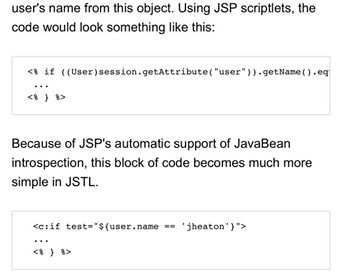 user's name from this object. Using JSP scriptlets, the
code would look something like this:
<% if ((User)session.getAttribute("user")).getName().eq
...
<% } %>
Because of JSP's automatic support of JavaBean
introspection, this block of code becomes much more
simple in JSTL.
<c:if test="${user.name == 'jheaton'}">
...
<% } %>